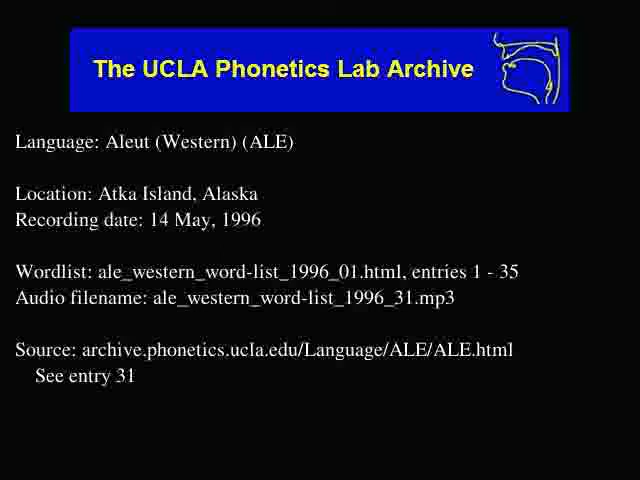 The UCLA Phonetics Lab Archive
Language: Aleut (Western) (ALE)
Location: Atka Island, Alaska
Recording date: 14 May, 1996
Wordlist: ale_western_word-list_1996_01.html, entries 1 - 35
Audio filename: ale_western_word-list_1996_31.mp3
Source: archive.phonetics.ucla.edu/Language/ALE/ALE.html
See entry 31